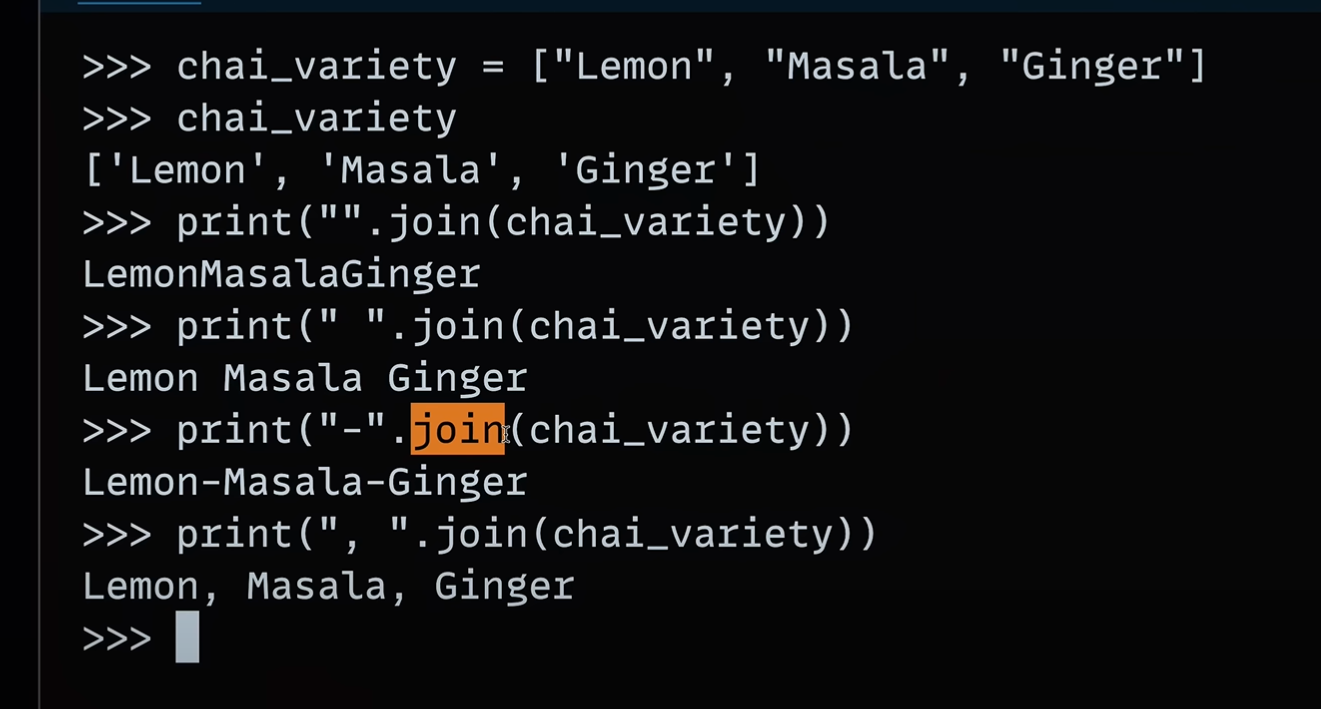 >>> chai_variety = ["Lemon", "Masala", "Ginger"]
>>> chai_variety
['Lemon', 'Masala', 'Ginger']
>>> print("".join(chai_variety))
LemonMasalaGinger
>>> print(" ".join(chai_variety))
Lemon Masala Ginger
>>> print("-".join(chai_variety))
Lemon-Masala-Ginger
>>> print(", ".join(chai_variety))
Lemon, Masala, Ginger
>>>